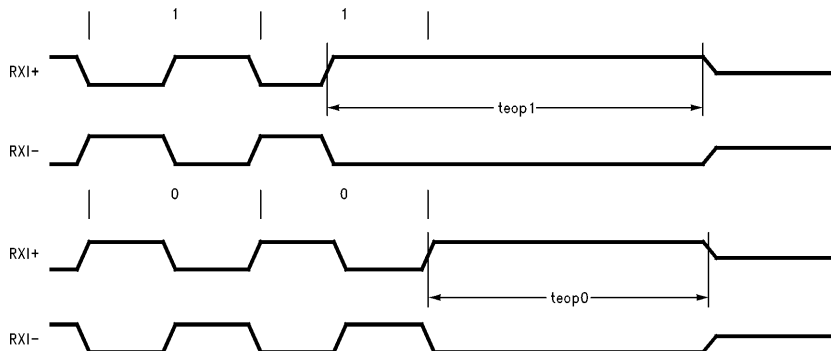 1 1
RXI+
teop1
RXI-
0 0
RXI+
teop0
RXI-